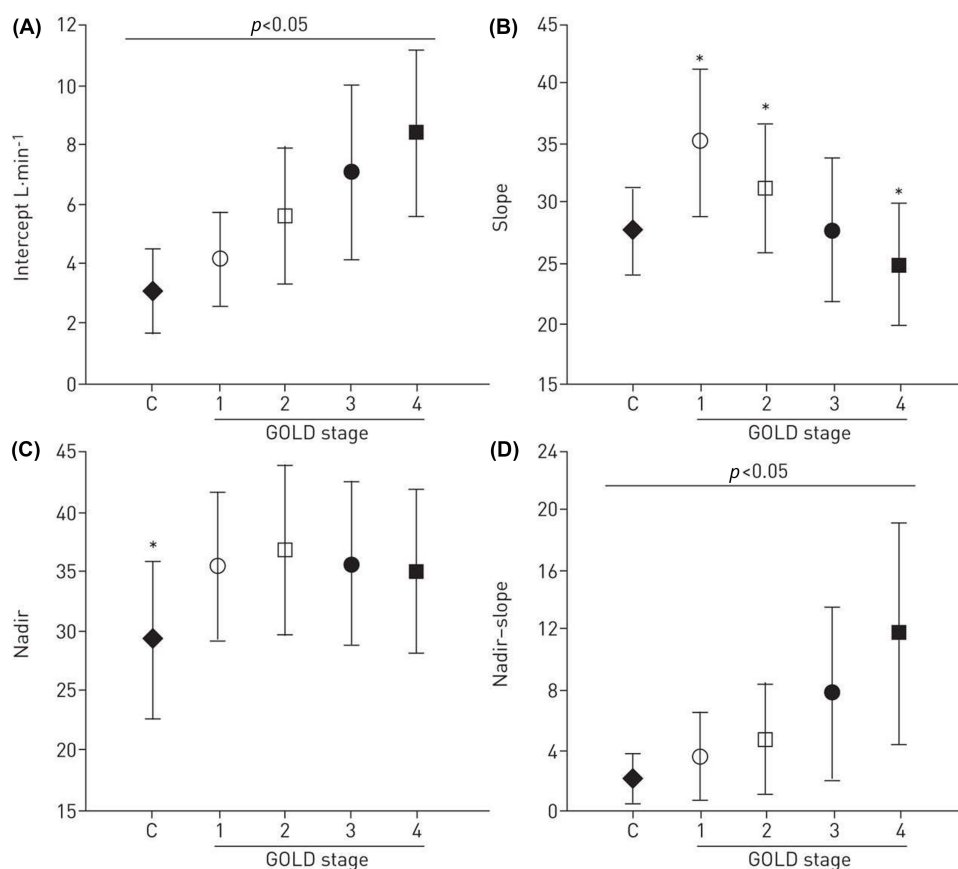 (A)
p<0.05
12
10
8
6
4
2
0
Intercept L·min⁻¹
C 1 2 3 4
GOLD stage
(B)
45
40
35
30
25
20
15
Slope
*
*
*
C 1 2 3 4
GOLD stage
(C)
45
40
35
30
25
20
15
Nadir
*
C 1 2 3 4
GOLD stage
(D)
p<0.05
24
20
16
12
8
4
0
Nadir–slope
C 1 2 3 4
GOLD stage